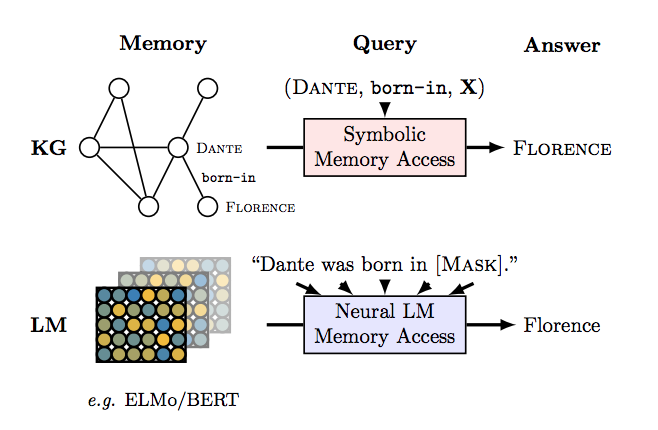 Memory
Query
Answer
(DANTE, born-in, X)
KG
DANTE
born-in
FLORENCE
Symbolic
Memory Access
FLORENCE
“Dante was born in [MASK].”
LM
Neural LM
Memory Access
Florence
e.g. ELMo/BERT